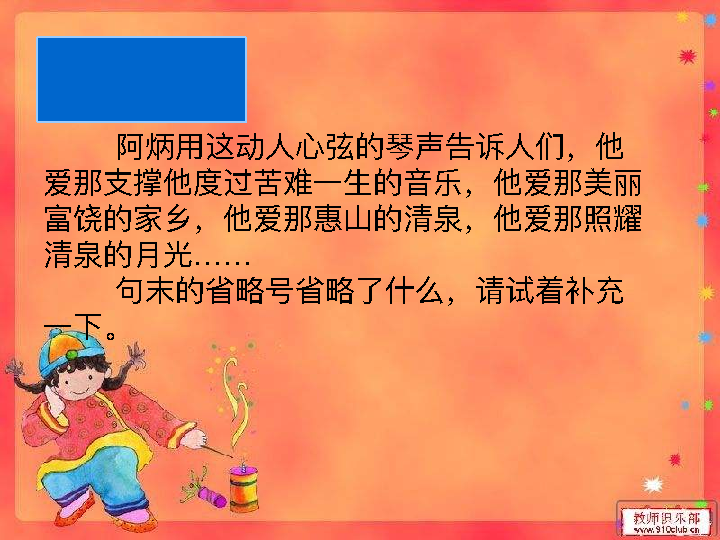 阿炳用这动人心弦的琴声告诉人们，他
爱那支撑他度过苦难一生的音乐，他爱那美丽
富饶的家乡，他爱那惠山的清泉，他爱那照耀
清泉的月光……
句末的省略号省略了什么，请试着补充
一下。
教师俱乐部
www.910club.cn